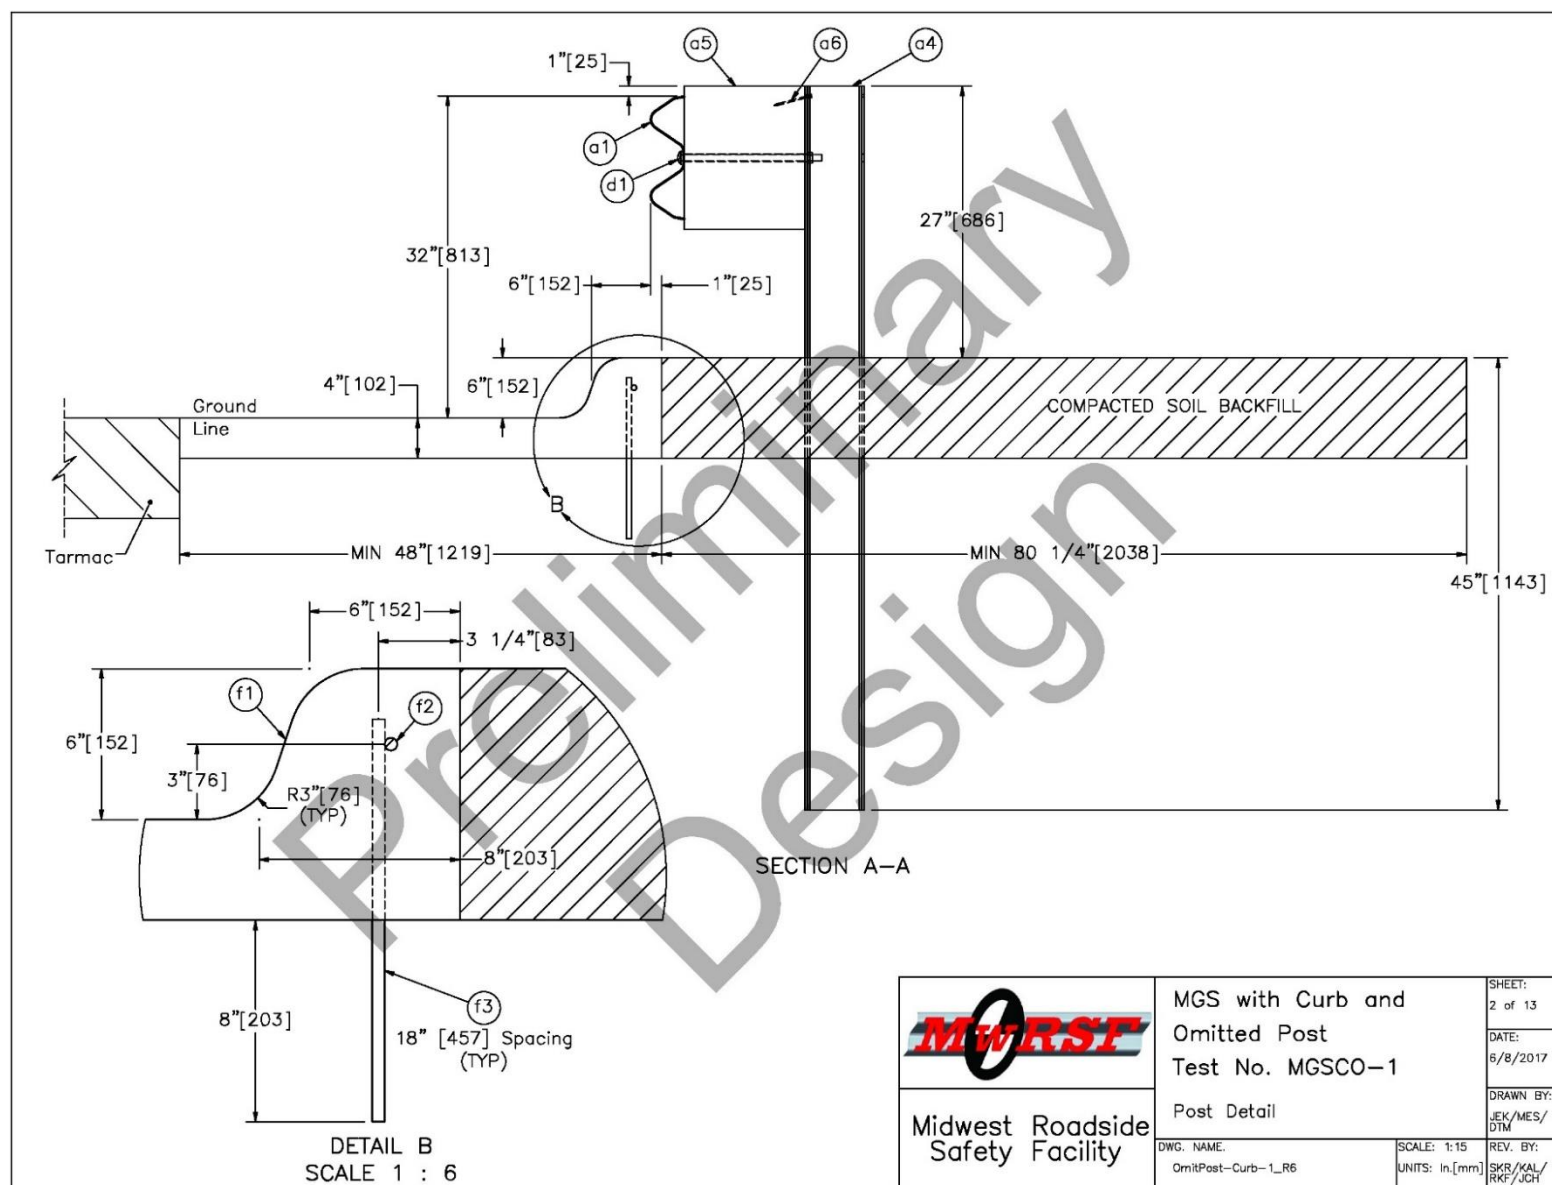 a5
a6
a4
1"[25]
a1
d1
27"[686]
32"[813]
6"[152]
1"[25]
4"[102]
6"[152]
Ground
Line
COMPACTED SOIL BACKFILL
B
Tarmac
MIN 48"[1219]
MIN 80 1/4"[2038]
45"[1143]
6"[152]
3 1/4"[83]
f1
f2
6"[152]
3"[76]
R3"[76]
(TYP)
8"[203]
SECTION A-A
8"[203]
f3
18" [457] Spacing
(TYP)
DETAIL B
SCALE 1 : 6
Preliminary
Design
MwRSF
Midwest Roadside
Safety Facility
MGS with Curb and
Omitted Post
Test No. MGSCO-1
Post Detail
SHEET:
2 of 13
DATE:
6/8/2017
DRAWN BY:
JEK/MES/
DTM
DWG. NAME.
OmitPost-Curb-1_R6
SCALE: 1:15
UNITS: In.[mm]
REV. BY:
SKR/KAL/
RKF/JCH